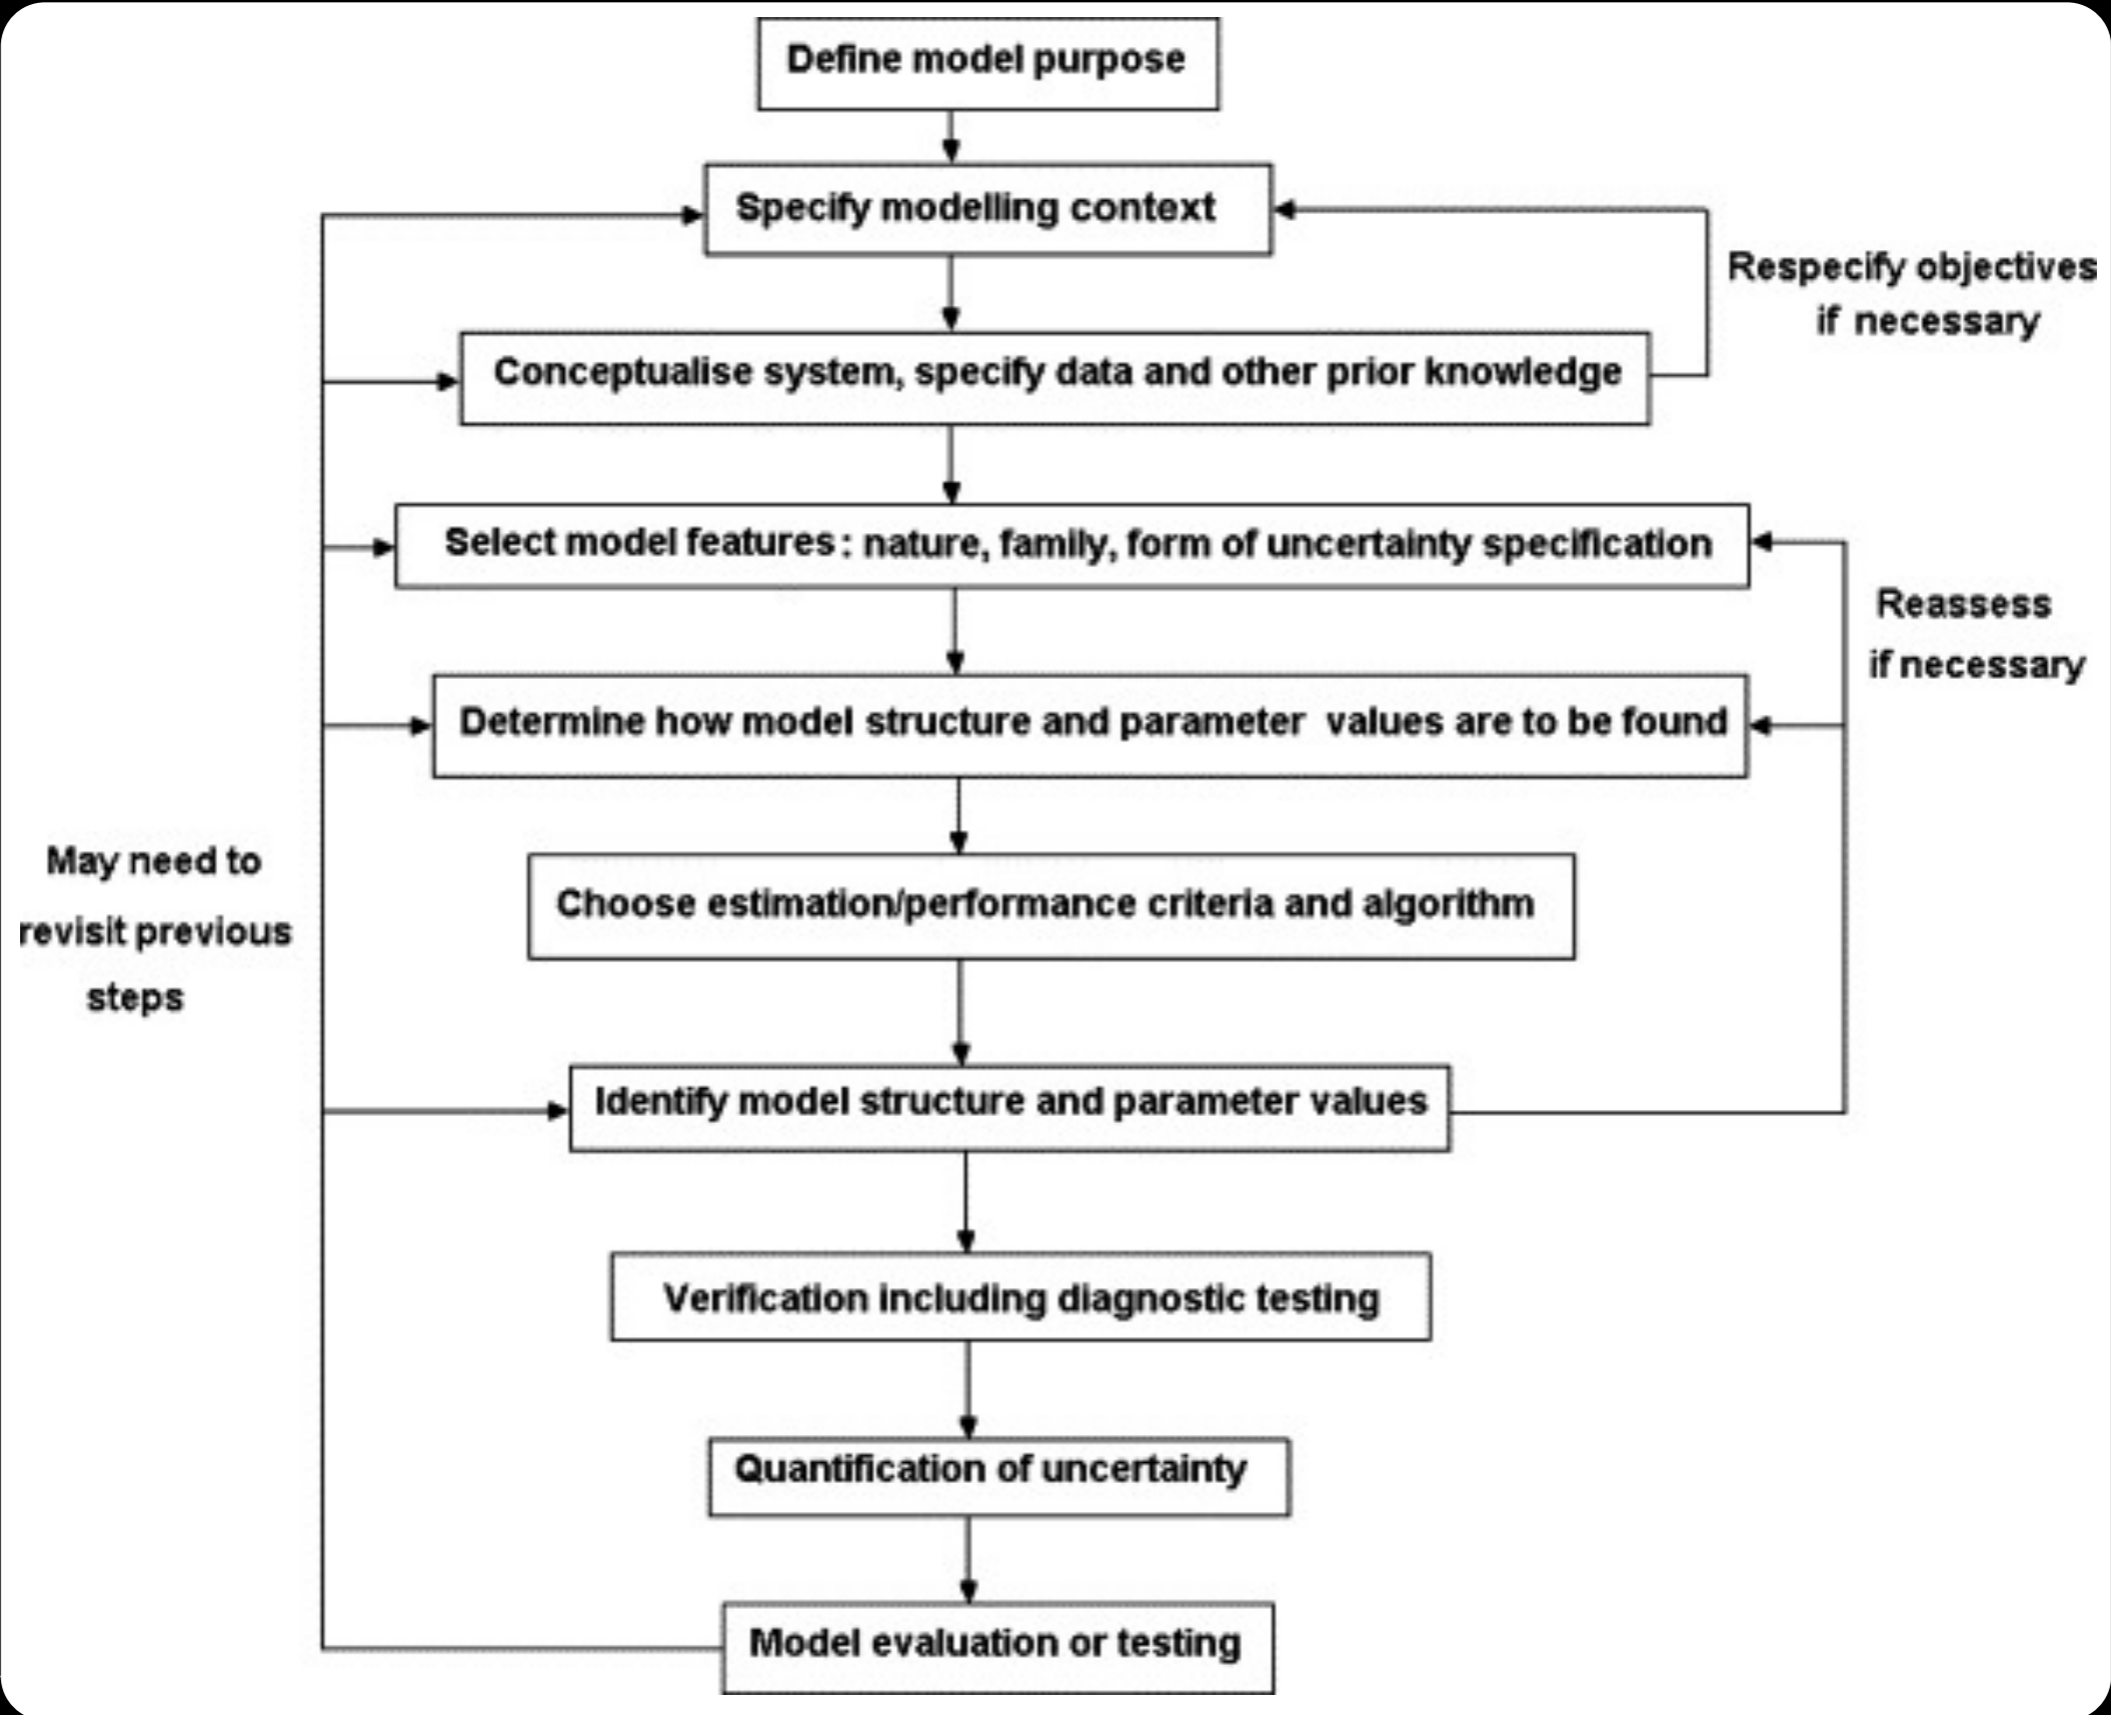 Define model purpose
Specify modelling context
Respecify objectives
if necessary
Conceptualise system, specify data and other prior knowledge
Select model features: nature, family, form of uncertainty specification
Reassess
if necessary
Determine how model structure and parameter values are to be found
May need to
revisit previous
steps
Choose estimation/performance criteria and algorithm
Identify model structure and parameter values
Verification including diagnostic testing
Quantification of uncertainty
Model evaluation or testing